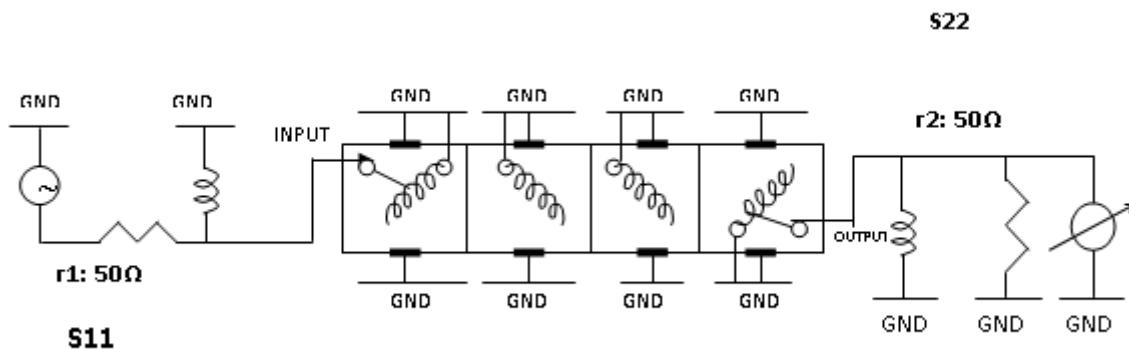 S22
GND
GND
GND
GND
GND
GND
r2: 50Ω
INPUT
OUTPUT
r1: 50Ω
GND
GND
GND
GND
GND
GND
GND
S11